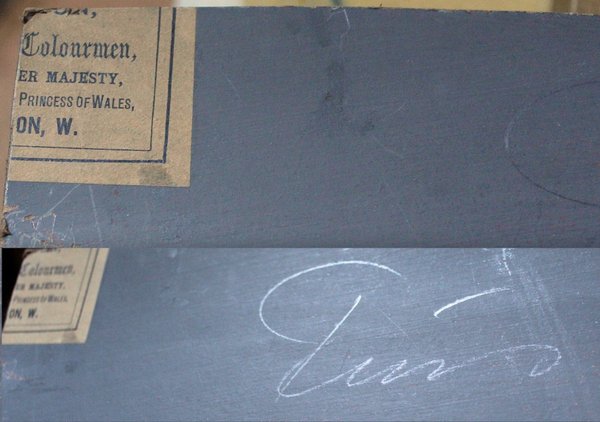 Colourmen,
ER MAJESTY,
PRINCESS OF WALES,
ON, W.
Colourmen,
ER MAJESTY,
PRINCESS OF WALES,
ON, W.